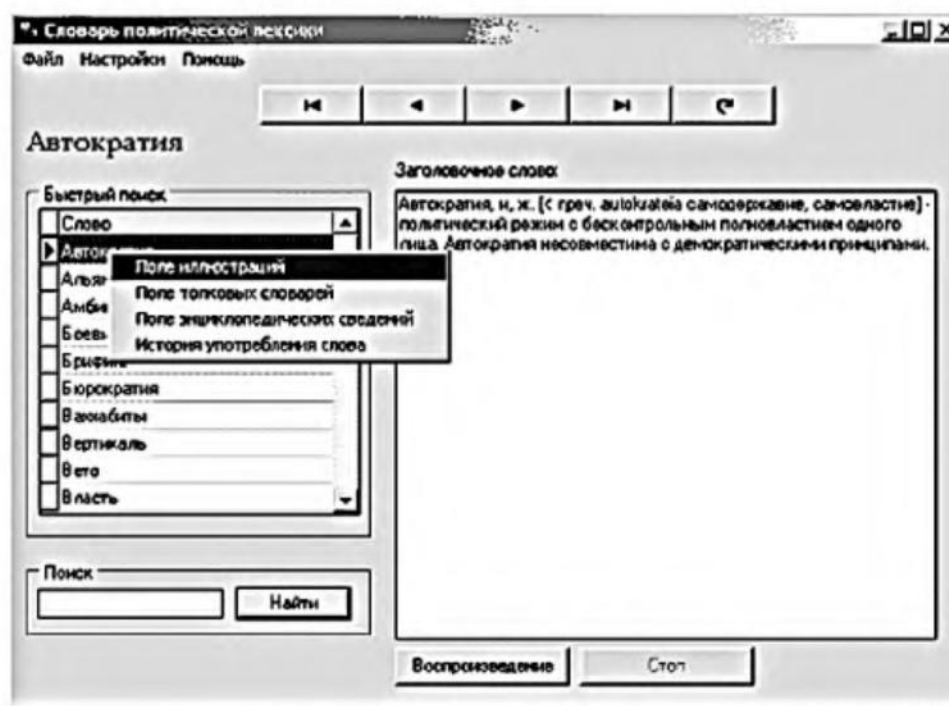 Словарь политической лексики
Файл Настройки Помощь
Автократия
Заголовочное слово:
Быстрый поиск
Слово
Автократия, и, ж. [< греч. autokrateia самодержавие, самовластие] -
политический режим с бесконтрольным полновластием одного
лица. Автократия несовместима с демократическими принципами.
Поле иллюстраций
Поле толковых словарей
Поле энциклопедических сведений
История употребления слова
Брифинг
Бюрократия
Ваххабиты
Вертикаль
Вето
Власть
Поиск
Найти
Воспроизведение Стоп